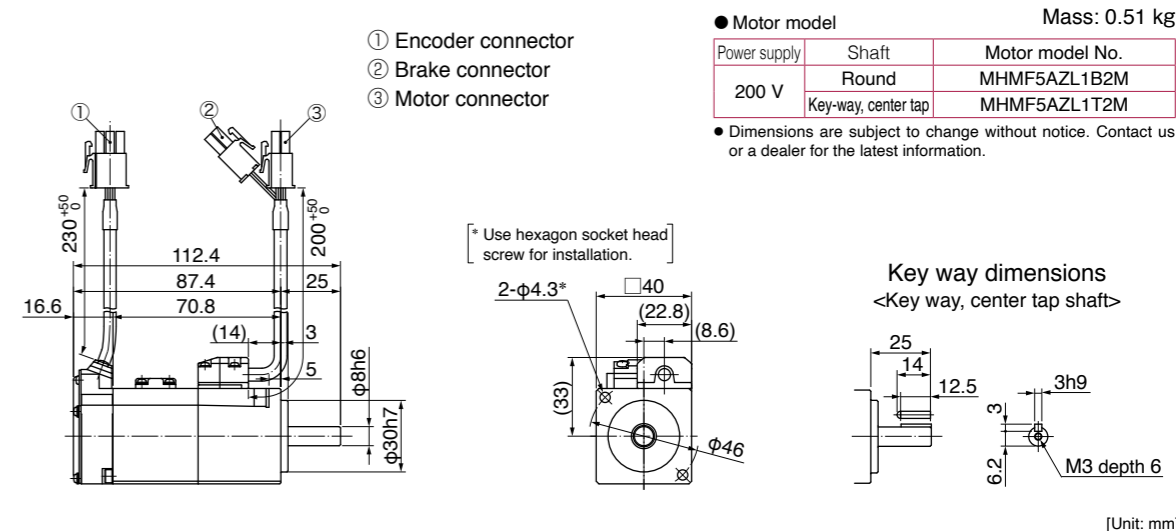 ① Encoder connector
② Brake connector
③ Motor connector
● Motor model
Mass: 0.51 kg
Power supply Shaft Motor model No.
200 V
Round MHMF5AZL1B2M
Key-way, center tap MHMF5AZL1T2M
● Dimensions are subject to change without notice. Contact us
or a dealer for the latest information.
① ② ③
230 +50 0
200 +50 0
112.4
87.4 25
16.6 70.8
(14) 3
5
φ8h6
φ30h7
[* Use hexagon socket head
screw for installation.]
2-φ4.3*
□40
(22.8)
(8.6)
(33)
φ46
Key way dimensions
<Key way, center tap shaft>
25
14
12.5
3h9
3
6.2
M3 depth 6
[Unit: mm]